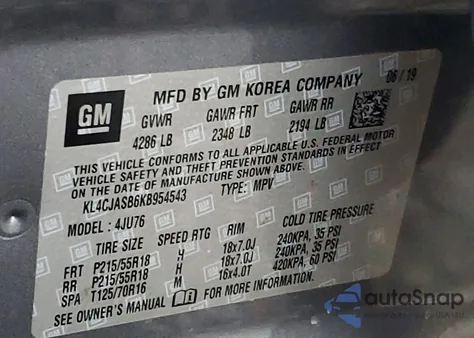 GM
MFD BY GM KOREA COMPANY 06/19
GVWR GAWR FRT GAWR RR
4286 LB 2348 LB 2194 LB
THIS VEHICLE CONFORMS TO ALL APPLICABLE U.S. FEDERAL MOTOR
VEHICLE SAFETY AND THEFT PREVENTION STANDARDS IN EFFECT ON
THE DATE OF MANUFACTURE SHOWN ABOVE.
KL4CJASB6KB954543 TYPE: MPV
MODEL: 4JU76
TIRE SIZE SPEED RTG RIM COLD TIRE PRESSURE
FRT P215/55R18 18x7.0J 240KPA, 35 PSI
RR P215/55R18 H 18x7.0J 240KPA, 35 PSI
SPA T125/70R16 M 16x4.0T 420KPA, 60 PSI
SEE OWNER'S MANUAL FOR MORE INFORMATION.
autoSnap